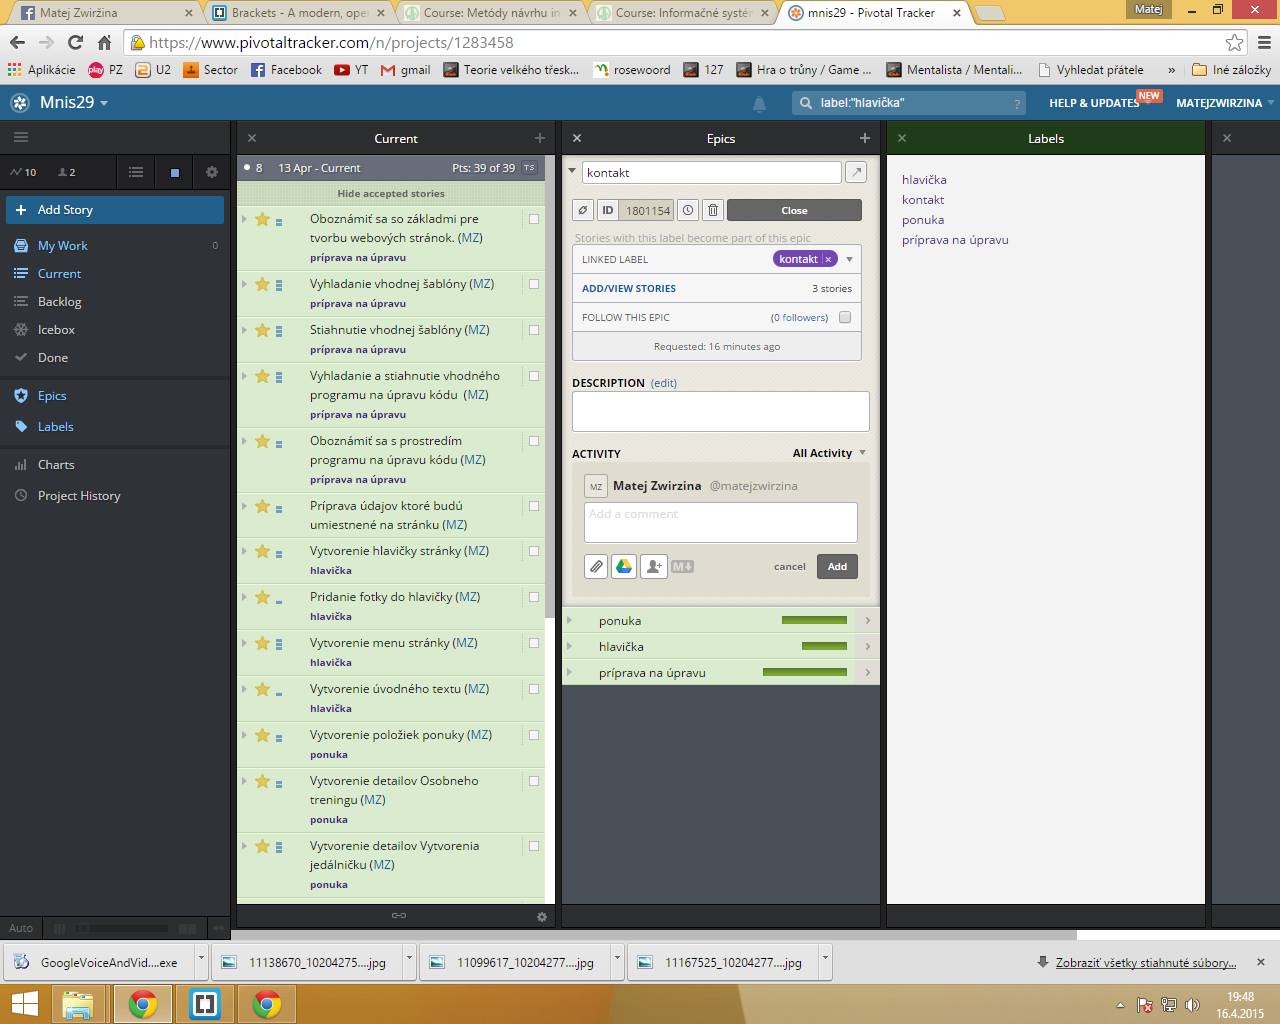 Matej Zwiržina
Brackets - A modern, ope
Course: Metódy návrhu in
Course: Informačné systé
mnis29 - Pivotal Tracker
Matej
https://www.pivotaltracker.com/n/projects/1283458
Aplikácie
play PZ
U2
Sector
Facebook
YT
gmail
Teorie velkého třesk...
rosewoord
127
Hra o trůny / Game ...
Mentalista / Mentali...
Vyhledat přátele
»
Iné záložky
Mnis29
label:"hlavička"
?
HELP & UPDATES
NEW
MATEJZWIRZINA
10
2
+ Add Story
My Work 0
Current
Backlog
Icebox
Done
Epics
Labels
Charts
Project History
Auto
Current
8 13 Apr - Current Pts: 39 of 39 TS
Hide accepted stories
Oboznámiť sa so základmi pre
tvorbu webových stránok. (MZ)
príprava na úpravu
Vyhladanie vhodnej šablóny (MZ)
príprava na úpravu
Stiahnutie vhodnej šablóny (MZ)
príprava na úpravu
Vyhladanie a stiahnutie vhodného
programu na úpravu kódu (MZ)
príprava na úpravu
Oboznámiť sa s prostredím
programu na úpravu kódu (MZ)
príprava na úpravu
Príprava údajov ktoré budú
umiestnené na stránku (MZ)
Vytvorenie hlavičky stránky (MZ)
hlavička
Pridanie fotky do hlavičky (MZ)
hlavička
Vytvorenie menu stránky (MZ)
hlavička
Vytvorenie úvodného textu (MZ)
hlavička
Vytvorenie položiek ponuky (MZ)
ponuka
Vytvorenie detailov Osobneho
treningu (MZ)
ponuka
Vytvorenie detailov Vytvorenia
jedálničku (MZ)
ponuka
Epics
kontakt
ID 1801154
Close
Stories with this label become part of this epic
LINKED LABEL kontakt ×
ADD/VIEW STORIES 3 stories
FOLLOW THIS EPIC (0 followers)
Requested: 16 minutes ago
DESCRIPTION (edit)
ACTIVITY All Activity
MZ Matej Zwirzina @matejzwirzina
Add a comment
M cancel Add
ponuka
hlavička
príprava na úpravu
Labels
hlavička
kontakt
ponuka
príprava na úpravu
GoogleVoiceAndVid....exe
11138670_10204275....jpg
11099617_10204277....jpg
11167525_10204277....jpg
Zobraziť všetky stiahnuté súbory...
19:48
16.4.2015